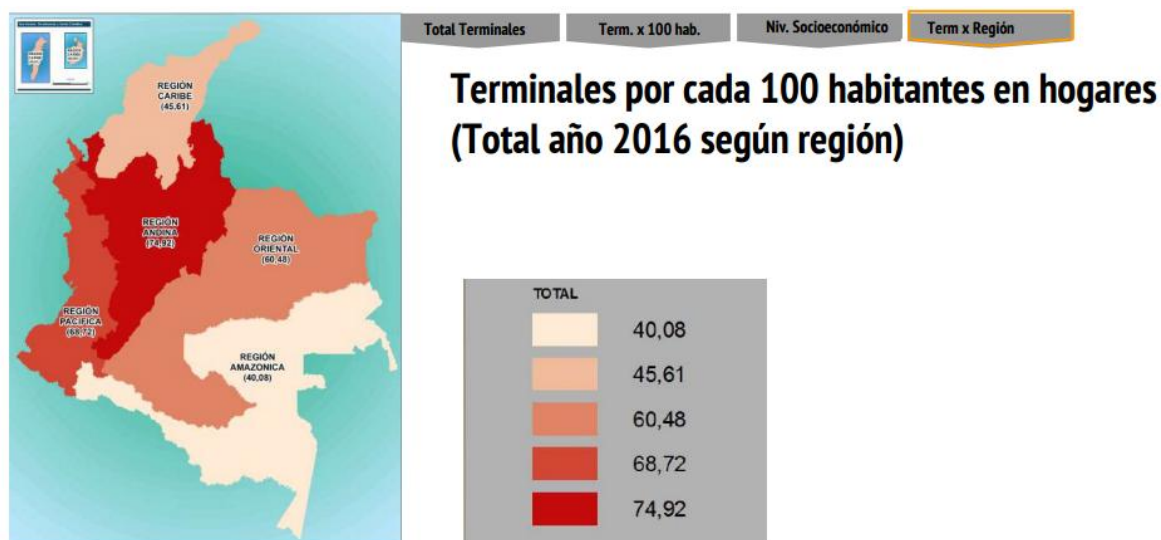 Total Terminales
Term. x 100 hab.
Niv. Socioeconómico
Term x Región
Terminales por cada 100 habitantes en hogares
(Total año 2016 según región)
REGIÓN
CARIBE
(45,61)
REGIÓN
ANDINA
(74,92)
REGIÓN
ORIENTAL
(60,48)
REGIÓN
PACÍFICA
(68,72)
REGIÓN
AMAZONICA
(40,08)
TOTAL
40,08
45,61
60,48
68,72
74,92